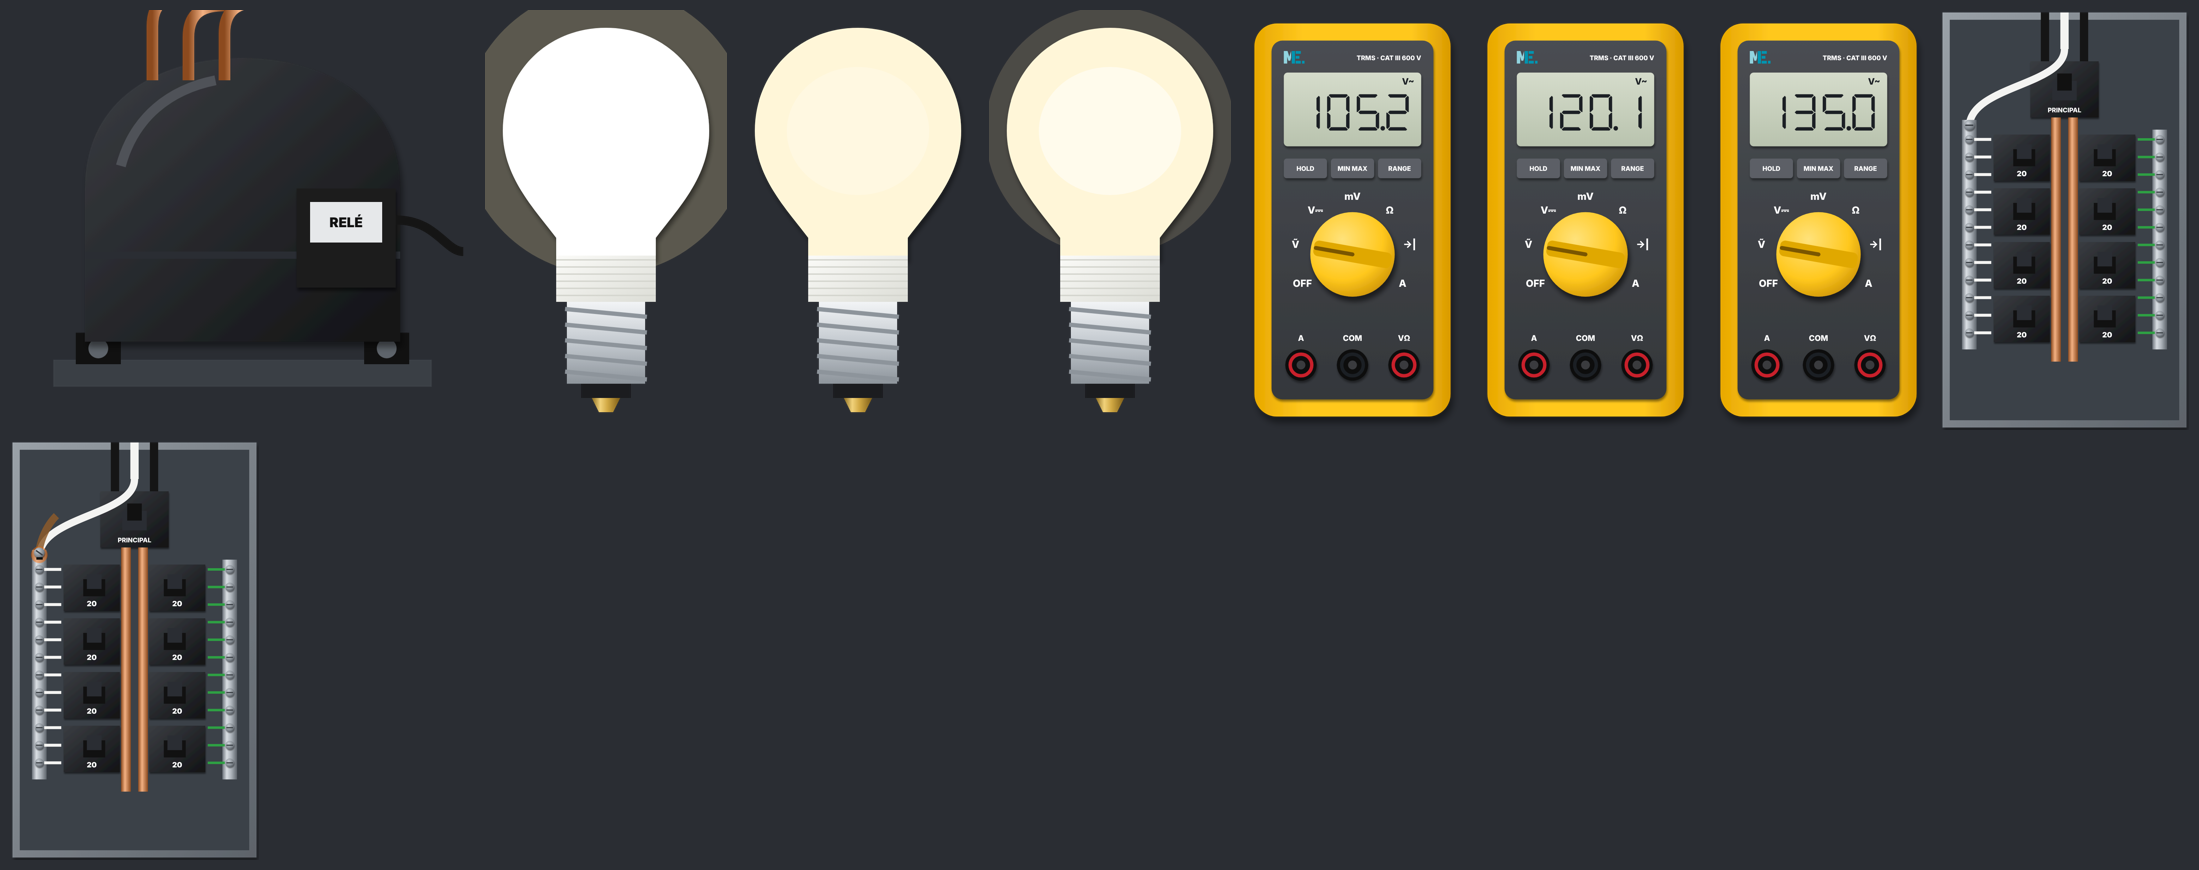 RELÉ
ME. TRMS · CAT III 600 V
V~
105.2
HOLD MIN MAX RANGE
mV
V⎓ Ω
Ṽ
OFF A
A COM VΩ
ME. TRMS · CAT III 600 V
V~
120.1
HOLD MIN MAX RANGE
mV
V⎓ Ω
Ṽ
OFF A
A COM VΩ
ME. TRMS · CAT III 600 V
V~
135.0
HOLD MIN MAX RANGE
mV
V⎓ Ω
Ṽ
OFF A
A COM VΩ
PRINCIPAL
20 20
20 20
20 20
20 20
PRINCIPAL
20 20
20 20
20 20
20 20